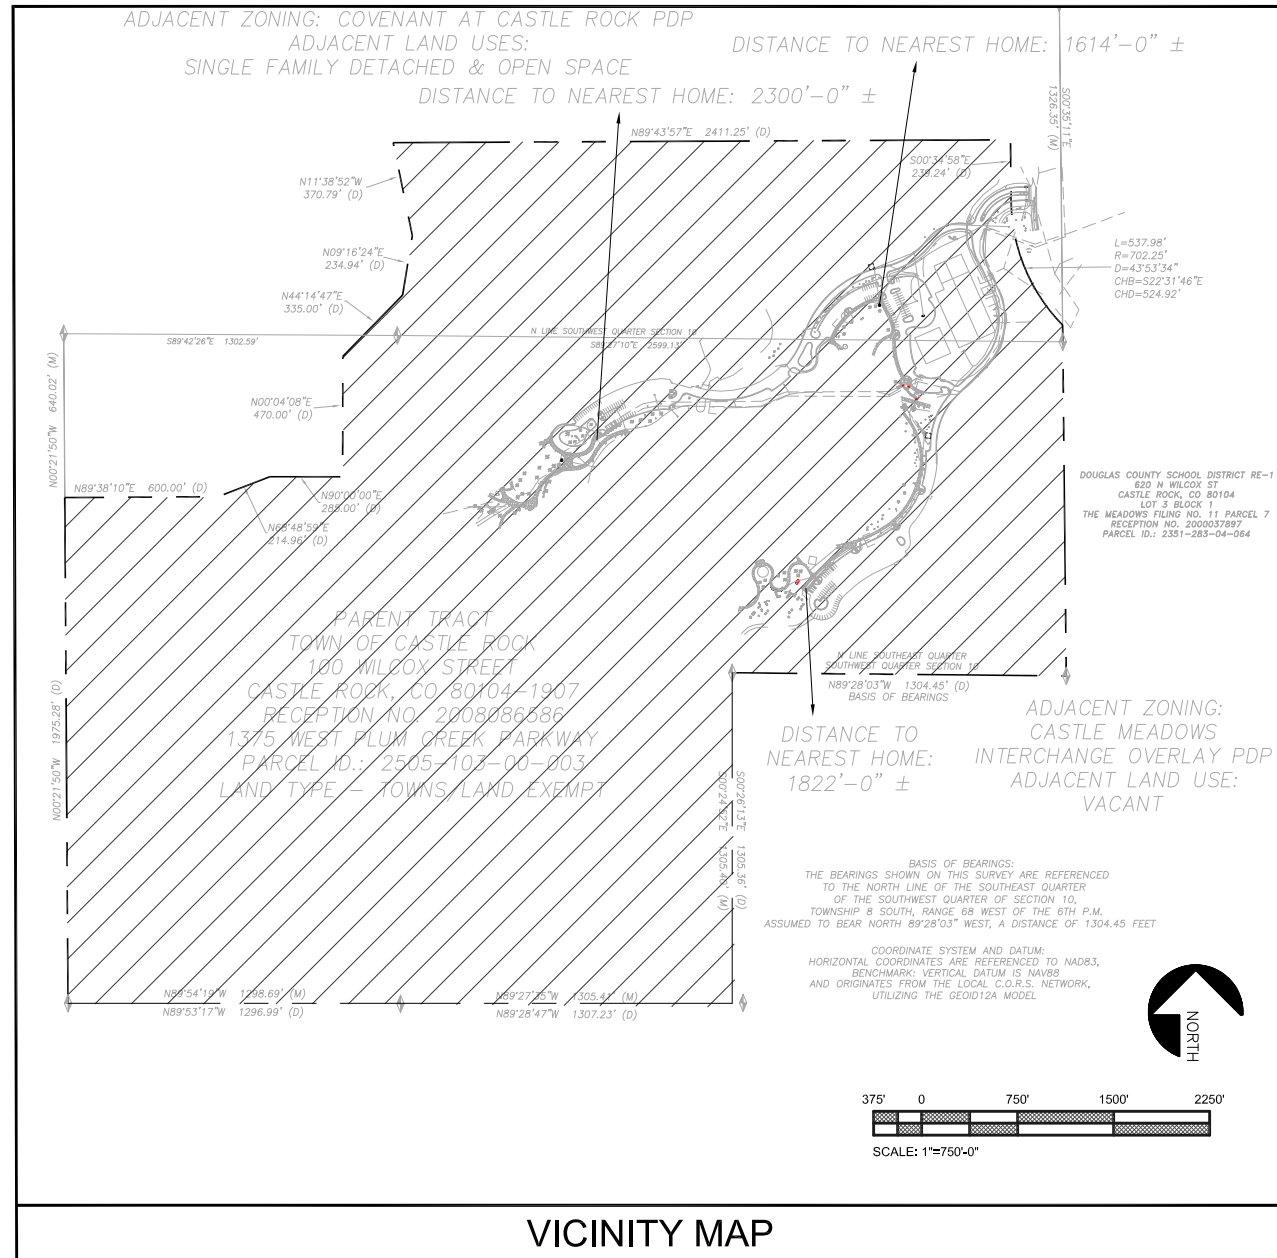 ADJACENT ZONING: COVENANT AT CASTLE ROCK PDP
ADJACENT LAND USES:
SINGLE FAMILY DETACHED & OPEN SPACE
DISTANCE TO NEAREST HOME: 1614'-0" ±
DISTANCE TO NEAREST HOME: 2300'-0" ±
S00°35'11"E
1326.35' (M)
N89°43'57"E 2411.25' (D)
S00°34'58"E
239.24' (D)
N11°38'52"W
370.79' (D)
N09°16'24"E
234.94' (D)
N44°14'47"E
335.00' (D)
L=537.98'
R=702.25'
D=43°53'34"
CHB=S22°31'46"E
CHD=524.92'
N LINE SOUTHWEST QUARTER SECTION 10
S89°42'26"E 1302.59'
S89°27'10"E 2599.13'
N00°21'50"W 640.02' (M)
N00°04'08"E
470.00' (D)
N89°38'10"E 600.00' (D)
N90°00'00"E
289.00' (D)
N68°48'59"E
214.96' (D)
DOUGLAS COUNTY SCHOOL DISTRICT RE-1
620 N WILCOX ST
CASTLE ROCK, CO 80104
LOT 3 BLOCK 1
THE MEADOWS FILING NO. 11 PARCEL 7
RECEPTION NO. 2000037897
PARCEL ID.: 2351-283-04-064
PARENT TRACT
TOWN OF CASTLE ROCK
100 WILCOX STREET
CASTLE ROCK, CO 80104-1907
RECEPTION NO. 2008086586
1375 WEST PLUM CREEK PARKWAY
PARCEL ID.: 2505-103-00-003
LAND TYPE - TOWNS/LAND EXEMPT
N LINE SOUTHEAST QUARTER
SOUTHWEST QUARTER SECTION 10
N89°28'03"W 1304.45' (D)
BASIS OF BEARINGS
N00°21'50"W 1975.28' (D)
DISTANCE TO
NEAREST HOME:
1822'-0" ±
ADJACENT ZONING:
CASTLE MEADOWS
INTERCHANGE OVERLAY PDP
ADJACENT LAND USE:
VACANT
S00°26'13"E 1305.36' (D)
S00°24'52"E 1305.46' (M)
BASIS OF BEARINGS:
THE BEARINGS SHOWN ON THIS SURVEY ARE REFERENCED
TO THE NORTH LINE OF THE SOUTHEAST QUARTER
OF THE SOUTHWEST QUARTER OF SECTION 10,
TOWNSHIP 8 SOUTH, RANGE 68 WEST OF THE 6TH P.M.
ASSUMED TO BEAR NORTH 89°28'03" WEST, A DISTANCE OF 1304.45 FEET
COORDINATE SYSTEM AND DATUM:
HORIZONTAL COORDINATES ARE REFERENCED TO NAD83,
BENCHMARK: VERTICAL DATUM IS NAV88
AND ORIGINATES FROM THE LOCAL C.O.R.S. NETWORK,
UTILIZING THE GEOID12A MODEL
N89°54'19"W 1298.69' (M)
N89°53'17"W 1296.99' (D)
N89°27'35"W 1305.41' (M)
N89°28'47"W 1307.23' (D)
NORTH
375' 0 750' 1500' 2250'
SCALE: 1"=750'-0"
VICINITY MAP